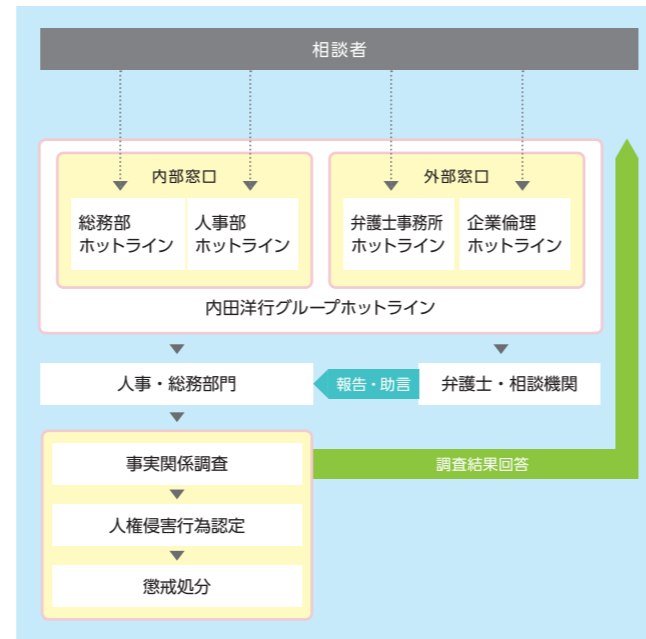 相談者
内部窓口
外部窓口
総務部
ホットライン
人事部
ホットライン
弁護士事務所
ホットライン
企業倫理
ホットライン
内田洋行グループホットライン
人事・総務部門
報告・助言
弁護士・相談機関
事実関係調査
調査結果回答
人権侵害行為認定
懲戒処分